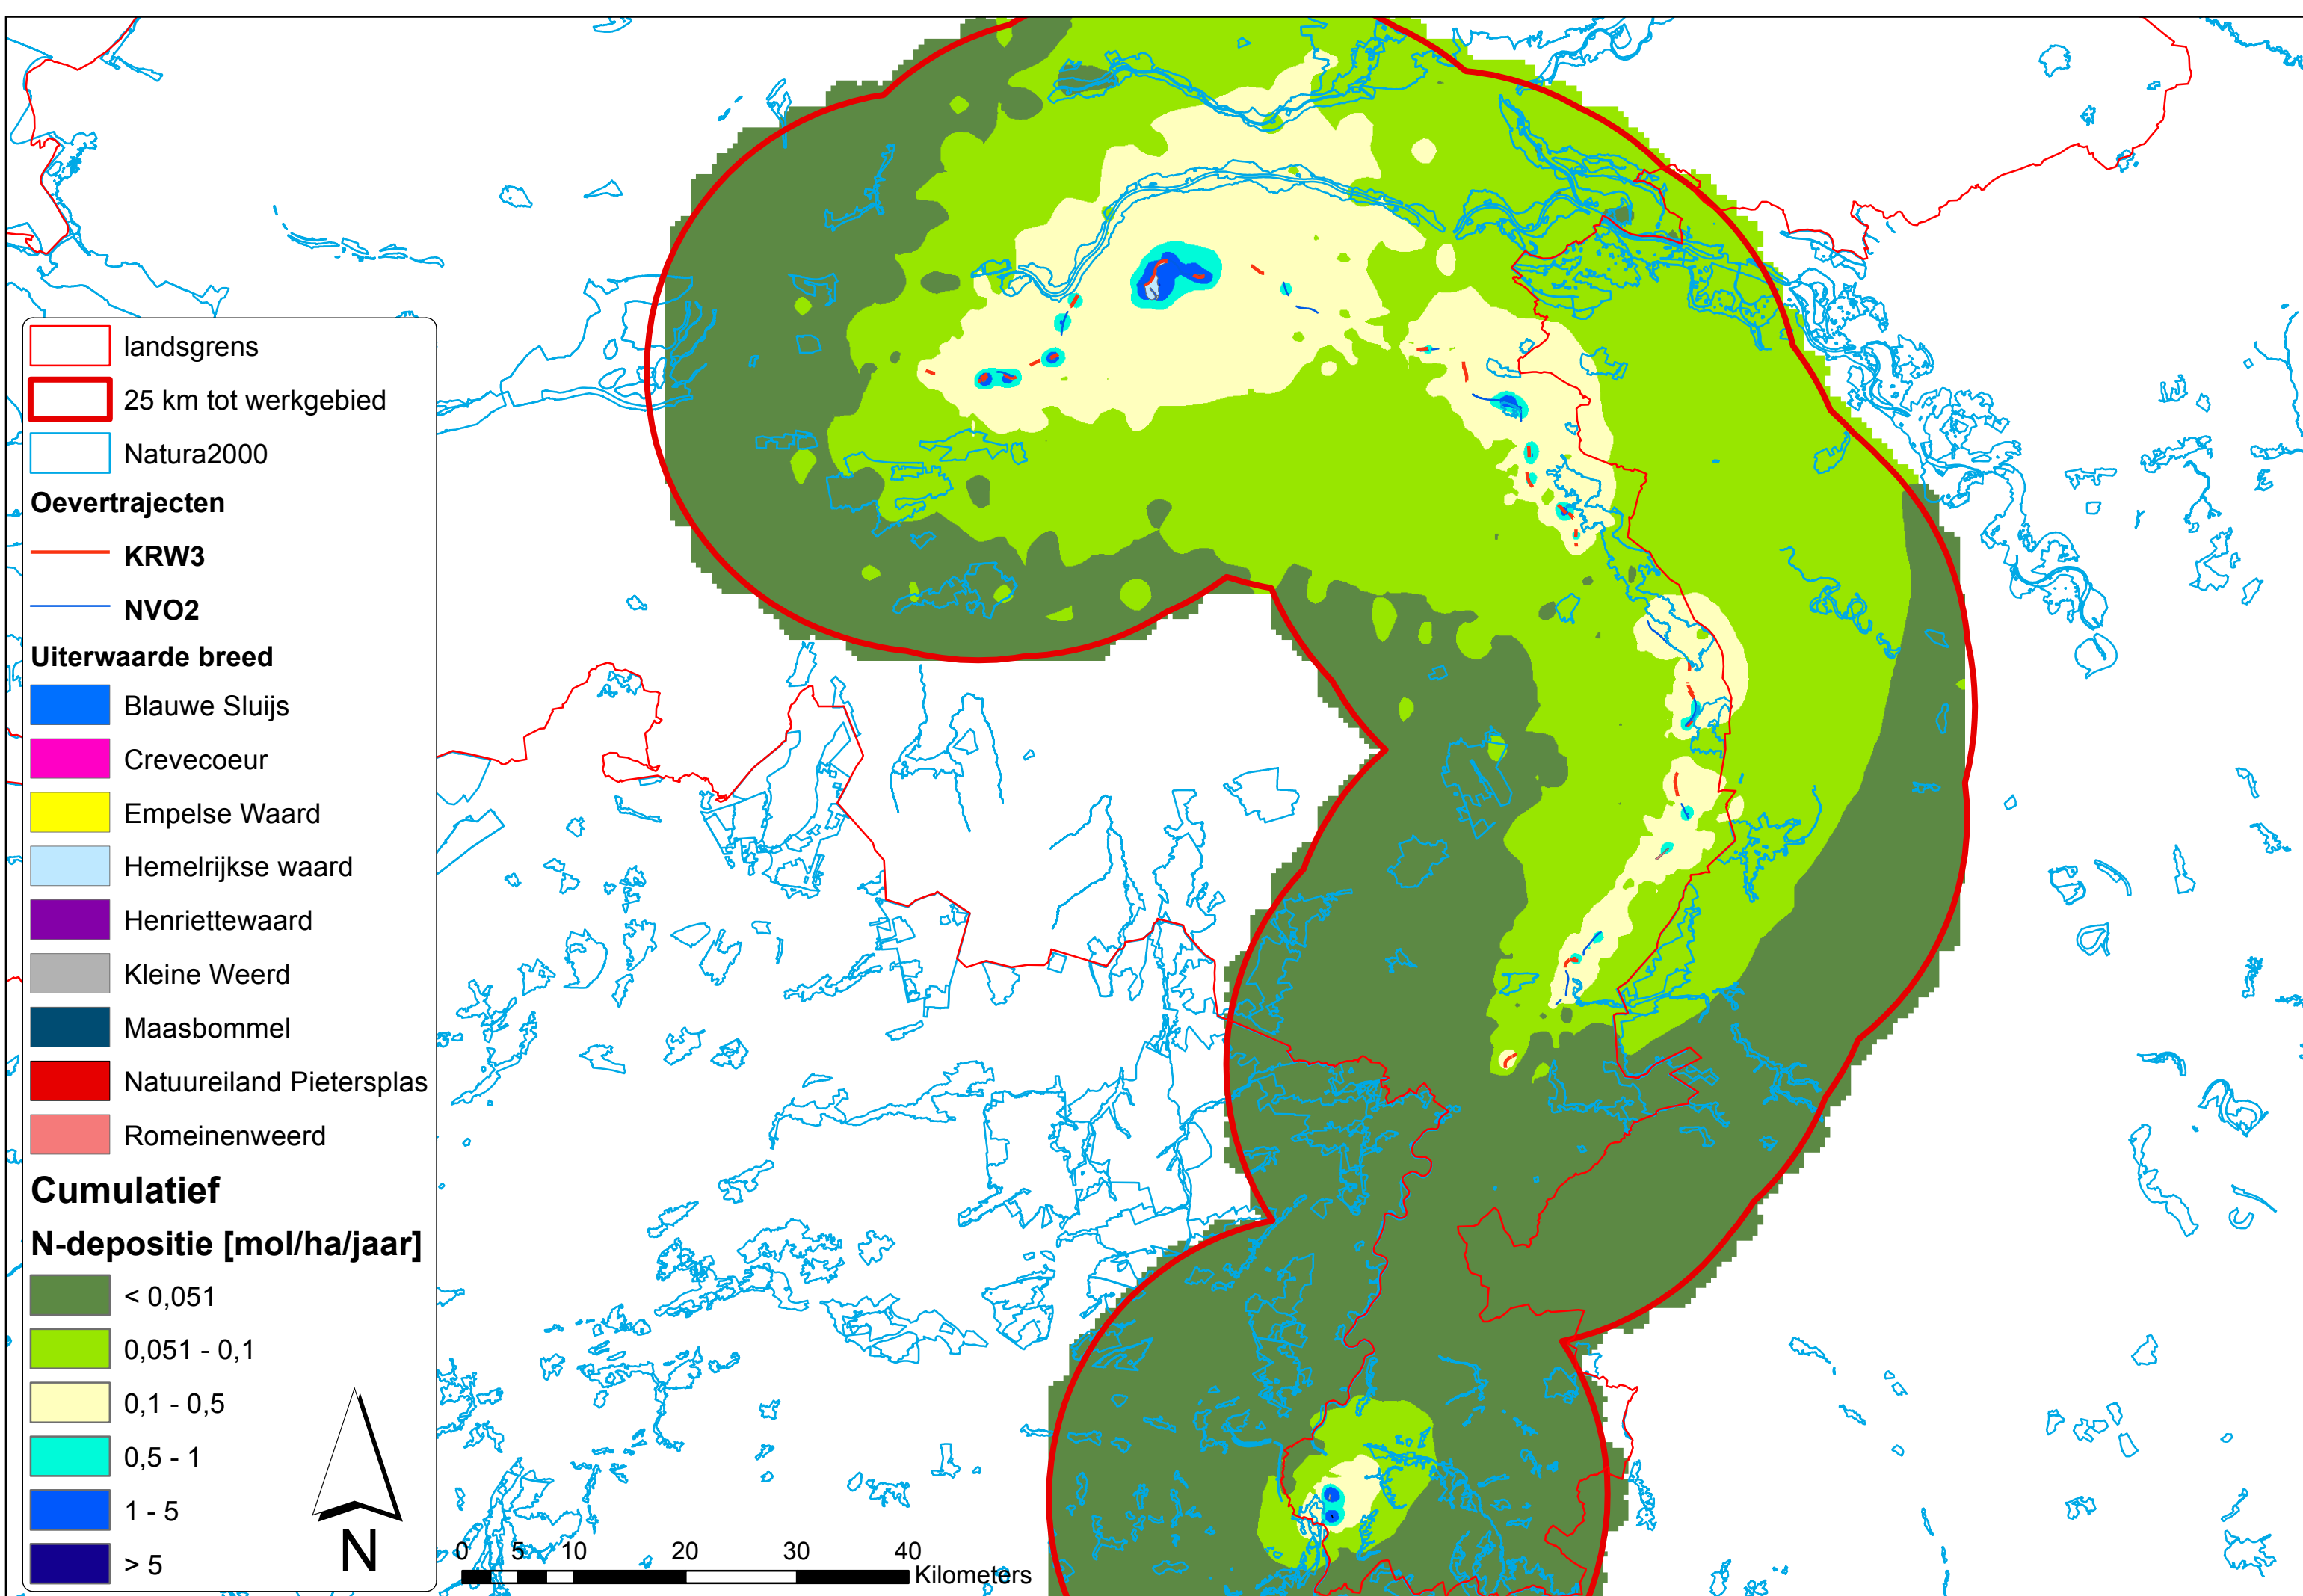 landsgrens
25 km tot werkgebied
Natura2000
Oevertrajecten
KRW3
NVO2
Uiterwaarde breed
Blauwe Sluijs
Crevecoeur
Empelse Waard
Hemelrijkse waard
Henriettewaard
Kleine Weerd
Maasbommel
Natuureiland Pietersplas
Romeinenweerd
Cumulatief
N-depositie [mol/ha/jaar]
< 0,051
0,051 - 0,1
0,1 - 0,5
0,5 - 1
1 - 5
> 5
N
0 5 10 20 30 40
Kilometers